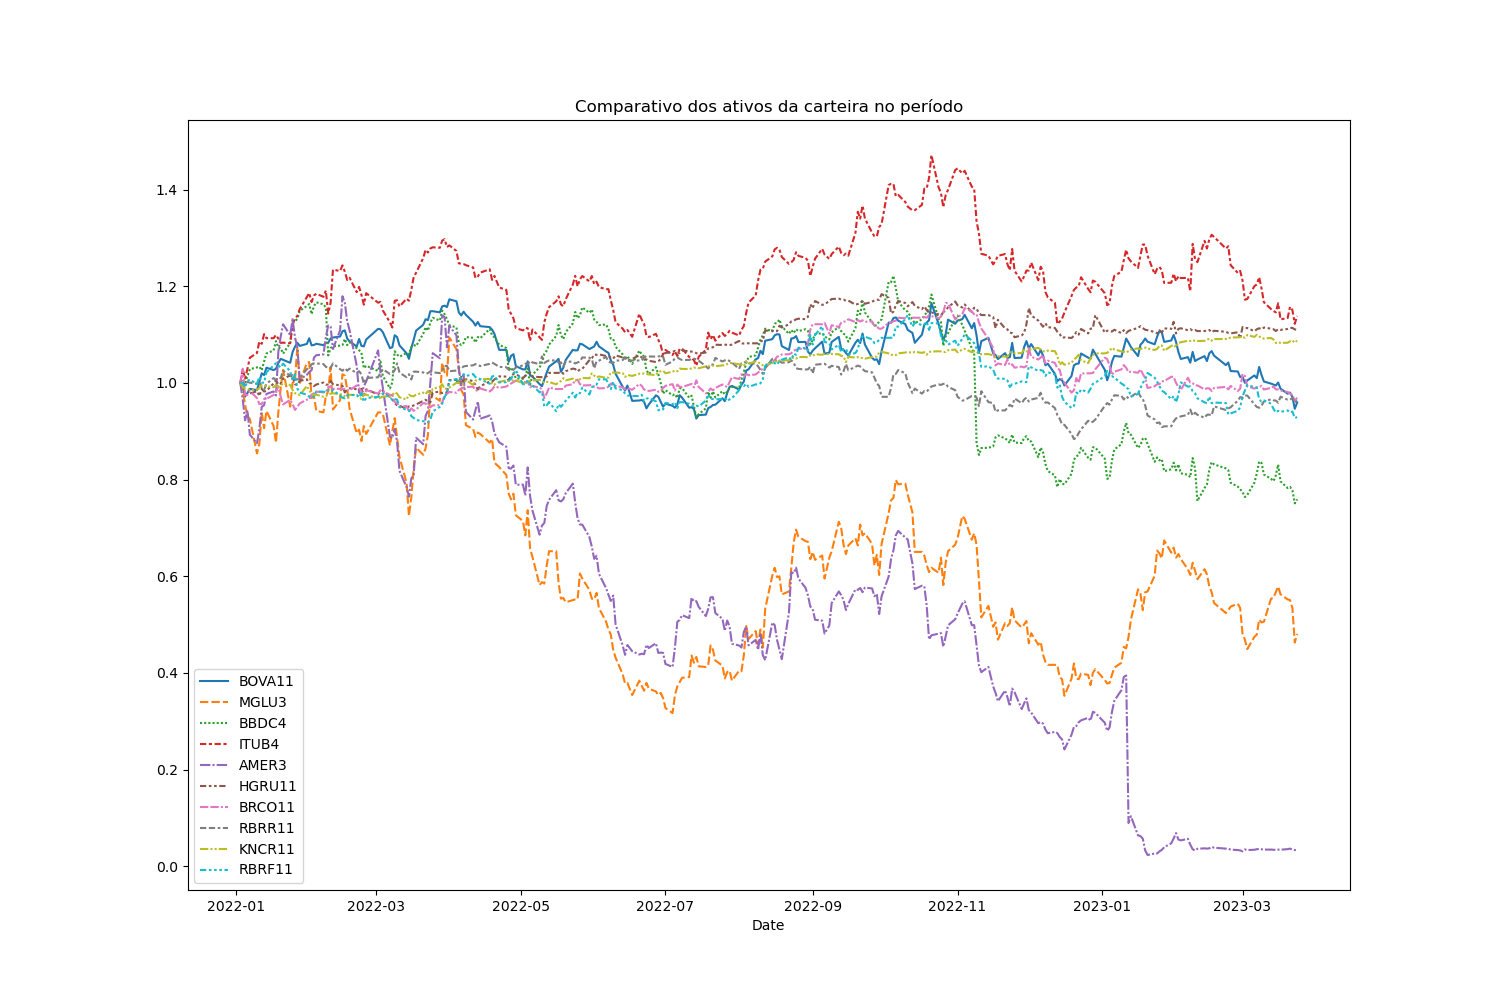 Comparativo dos ativos da carteira no período
1.4
1.2
1.0
0.8
0.6
0.4
0.2
0.0
BOVA11
MGLU3
BBDC4
ITUB4
AMER3
HGRU11
BRCO11
RBRR11
KNCR11
RBRF11
2022-01 2022-03 2022-05 2022-07 2022-09 2022-11 2023-01 2023-03
Date